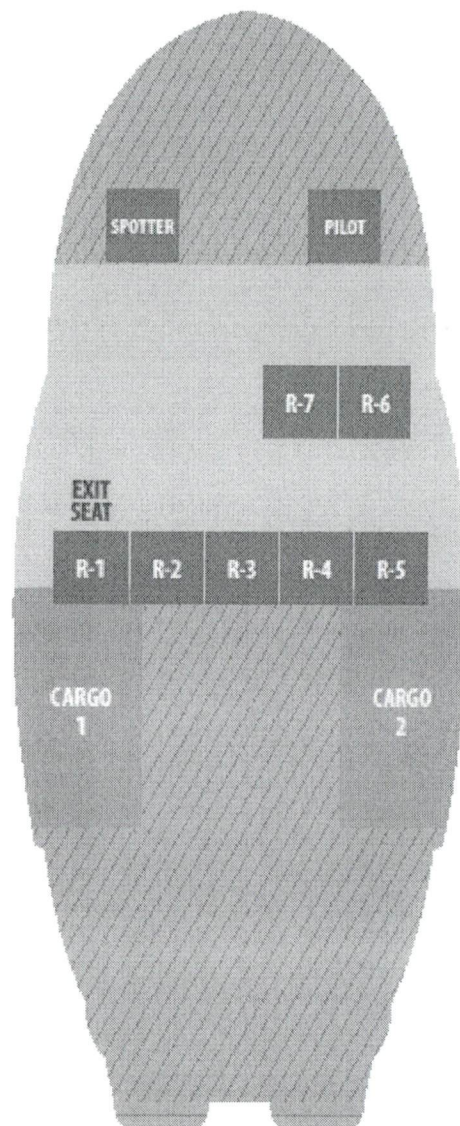 SPOTTER
PILOT
R-7
R-6
EXIT
SEAT
R-1
R-2
R-3
R-4
R-5
CARGO
1
CARGO
2